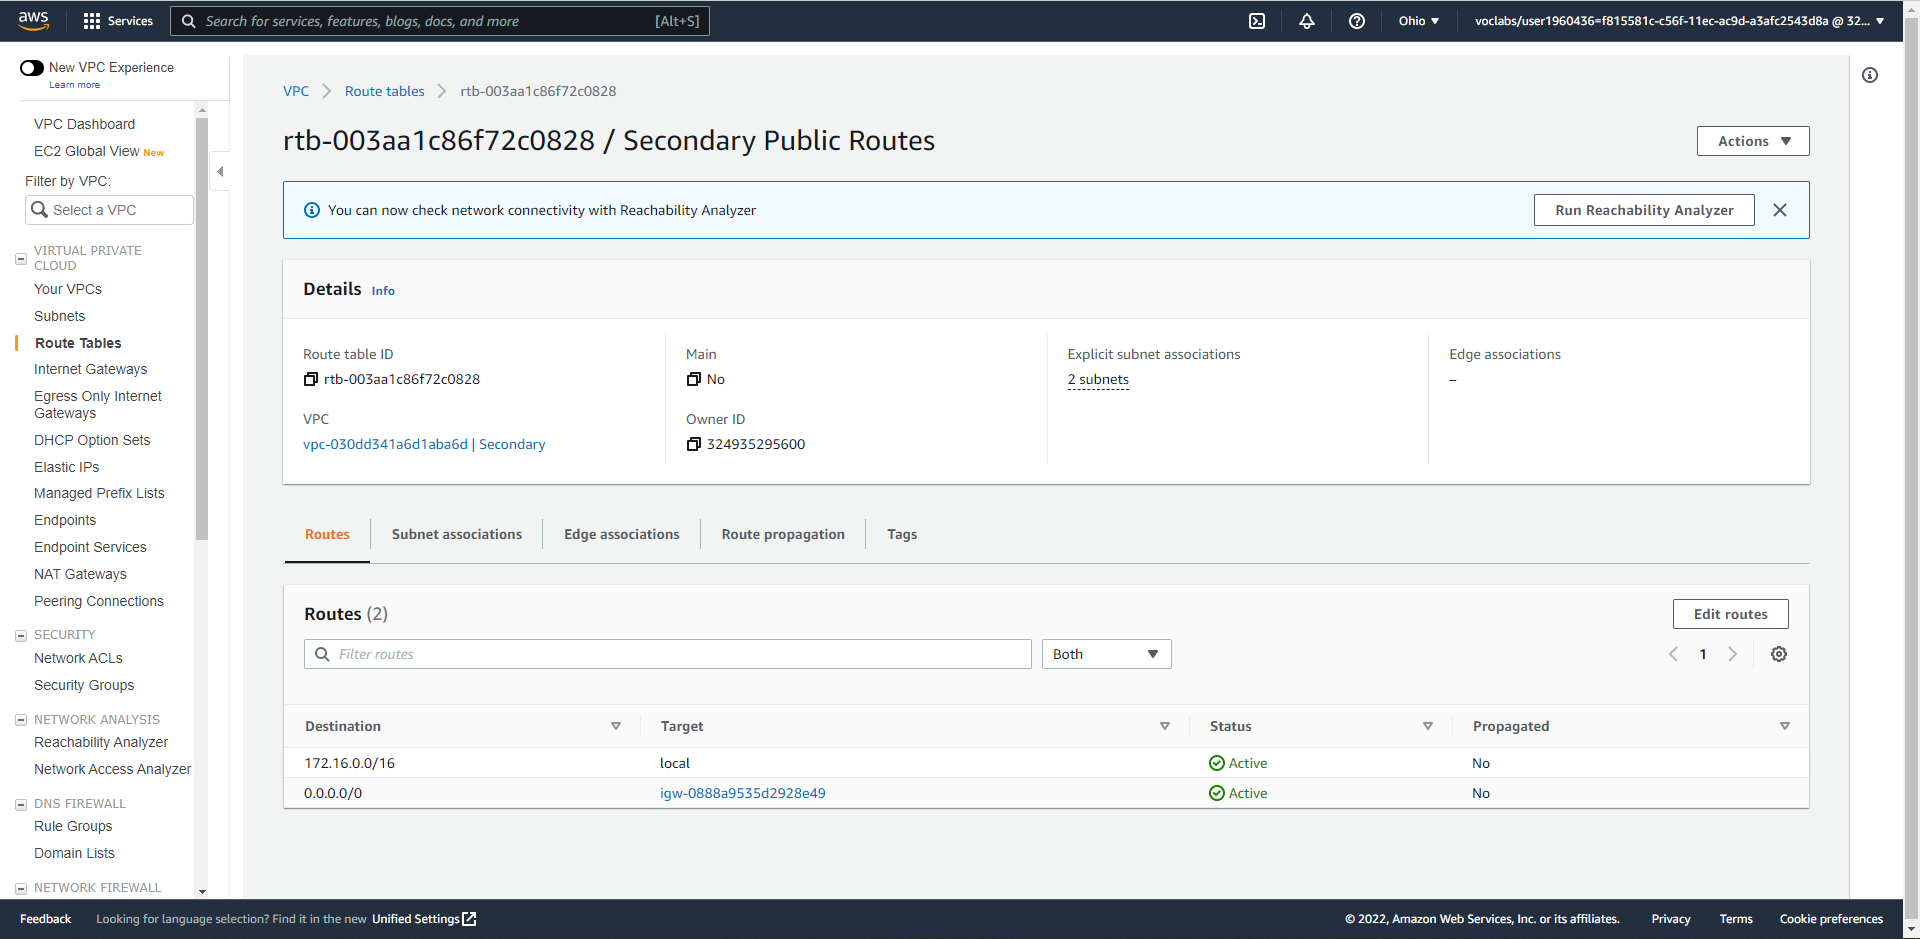 aws
Services
Search for services, features, blogs, docs, and more
[Alt+S]
Ohio
voclabs/user1960436=f815581c-c56f-11ec-ac9d-a3afc2543d8a @ 32...
New VPC Experience
Learn more
VPC Dashboard
EC2 Global View New
Filter by VPC:
Select a VPC
VIRTUAL PRIVATE
CLOUD
Your VPCs
Subnets
Route Tables
Internet Gateways
Egress Only Internet
Gateways
DHCP Option Sets
Elastic IPs
Managed Prefix Lists
Endpoints
Endpoint Services
NAT Gateways
Peering Connections
SECURITY
Network ACLs
Security Groups
NETWORK ANALYSIS
Reachability Analyzer
Network Access Analyzer
DNS FIREWALL
Rule Groups
Domain Lists
NETWORK FIREWALL
VPC
Route tables
rtb-003aa1c86f72c0828
rtb-003aa1c86f72c0828 / Secondary Public Routes
Actions
You can now check network connectivity with Reachability Analyzer
Run Reachability Analyzer
Details Info
Route table ID
rtb-003aa1c86f72c0828
VPC
vpc-030dd341a6d1aba6d | Secondary
Main
No
Owner ID
324935295600
Explicit subnet associations
2 subnets
Edge associations
–
Routes
Subnet associations
Edge associations
Route propagation
Tags
Routes (2)
Edit routes
Filter routes
Both
1
Destination Target Status Propagated
172.16.0.0/16 local Active No
0.0.0.0/0 igw-0888a9535d2928e49 Active No
Feedback
Looking for language selection? Find it in the new Unified Settings
© 2022, Amazon Web Services, Inc. or its affiliates.
Privacy
Terms
Cookie preferences